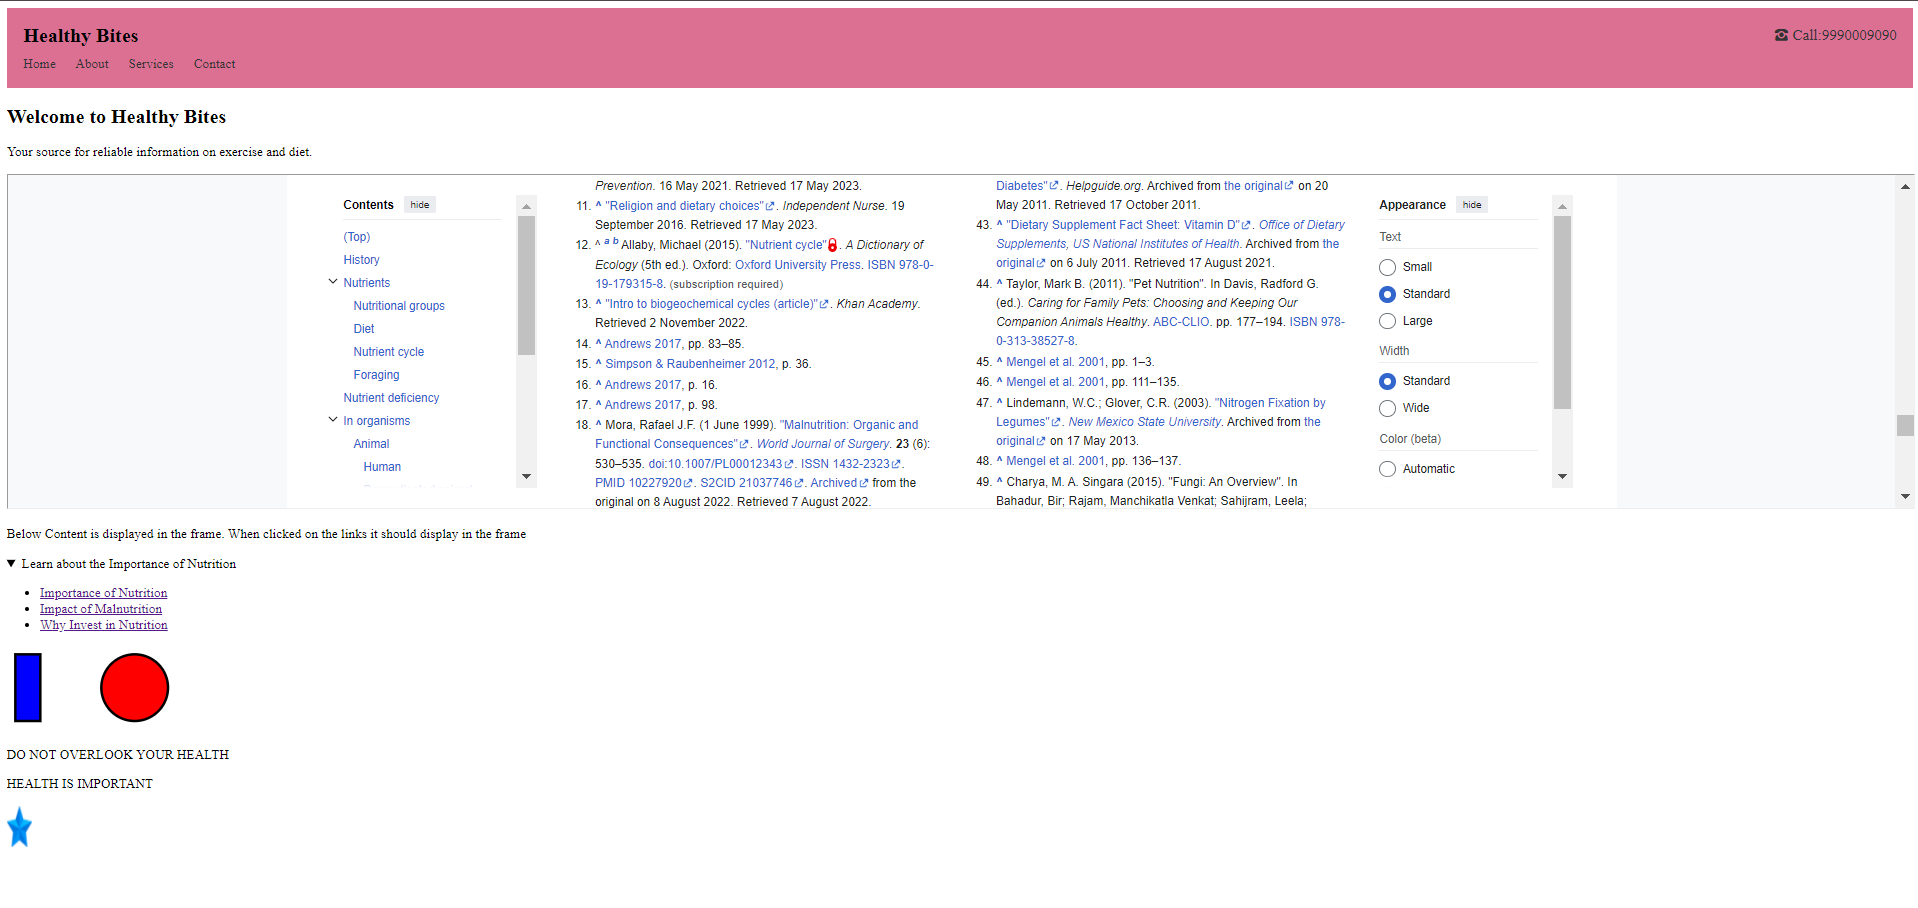 Healthy Bites
☎ Call:9990009090
Home About Services Contact
Welcome to Healthy Bites
Your source for reliable information on exercise and diet.
Contents hide
(Top)
History
Nutrients
Nutritional groups
Diet
Nutrient cycle
Foraging
Nutrient deficiency
In organisms
Animal
Human
Prevention. 16 May 2021. Retrieved 17 May 2023.
11. ^ "Religion and dietary choices". Independent Nurse. 19
September 2016. Retrieved 17 May 2023.
12. ^ a b Allaby, Michael (2015). "Nutrient cycle". A Dictionary of
Ecology (5th ed.). Oxford: Oxford University Press. ISBN 978-0-
19-179315-8. (subscription required)
13. ^ "Intro to biogeochemical cycles (article)". Khan Academy.
Retrieved 2 November 2022.
14. ^ Andrews 2017, pp. 83–85.
15. ^ Simpson & Raubenheimer 2012, p. 36.
16. ^ Andrews 2017, p. 16.
17. ^ Andrews 2017, p. 98.
18. ^ Mora, Rafael J.F. (1 June 1999). "Malnutrition: Organic and
Functional Consequences". World Journal of Surgery. 23 (6):
530–535. doi:10.1007/PL00012343. ISSN 1432-2323.
PMID 10227920. S2CID 21037746. Archived from the
original on 8 August 2022. Retrieved 7 August 2022.
Diabetes". Helpguide.org. Archived from the original on 20
May 2011. Retrieved 17 October 2011.
43. ^ "Dietary Supplement Fact Sheet: Vitamin D". Office of Dietary
Supplements, US National Institutes of Health. Archived from the
original on 6 July 2011. Retrieved 17 August 2021.
44. ^ Taylor, Mark B. (2011). "Pet Nutrition". In Davis, Radford G.
(ed.). Caring for Family Pets: Choosing and Keeping Our
Companion Animals Healthy. ABC-CLIO. pp. 177–194. ISBN 978-
0-313-38527-8.
45. ^ Mengel et al. 2001, pp. 1–3.
46. ^ Mengel et al. 2001, pp. 111–135.
47. ^ Lindemann, W.C.; Glover, C.R. (2003). "Nitrogen Fixation by
Legumes". New Mexico State University. Archived from the
original on 17 May 2013.
48. ^ Mengel et al. 2001, pp. 136–137.
49. ^ Charya, M. A. Singara (2015). "Fungi: An Overview". In
Bahadur, Bir; Rajam, Manchikatla Venkat; Sahijram, Leela;
Appearance hide
Text
Small
Standard
Large
Width
Standard
Wide
Color (beta)
Automatic
Below Content is displayed in the frame. When clicked on the links it should display in the frame
▼ Learn about the Importance of Nutrition
• Importance of Nutrition
• Impact of Malnutrition
• Why Invest in Nutrition
DO NOT OVERLOOK YOUR HEALTH
HEALTH IS IMPORTANT